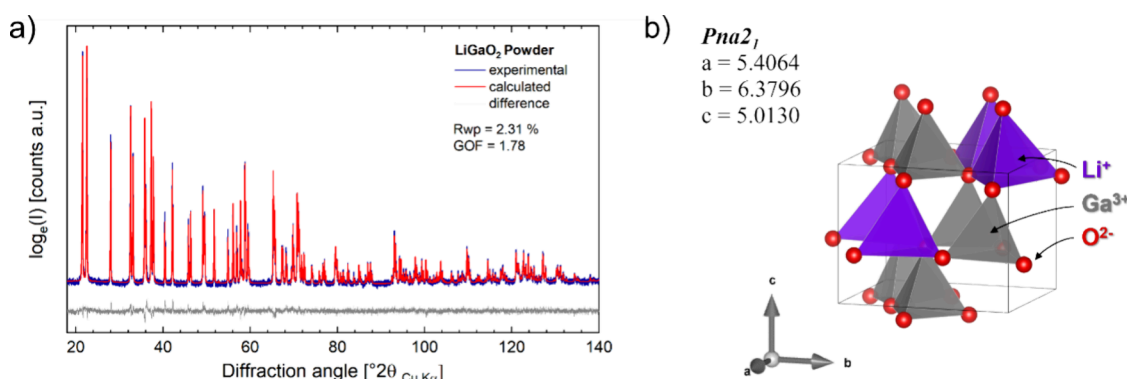 a)
LiGaO₂ Powder
experimental
calculated
difference
Rwp = 2.31 %
GOF = 1.78
logₑ(I) [counts a.u.]
20 40 60 80 100 120 140
Diffraction angle [°2θ Cu Kα]
b)
Pna2₁
a = 5.4064
b = 6.3796
c = 5.0130
Li⁺
Ga³⁺
O²⁻
c
b
a